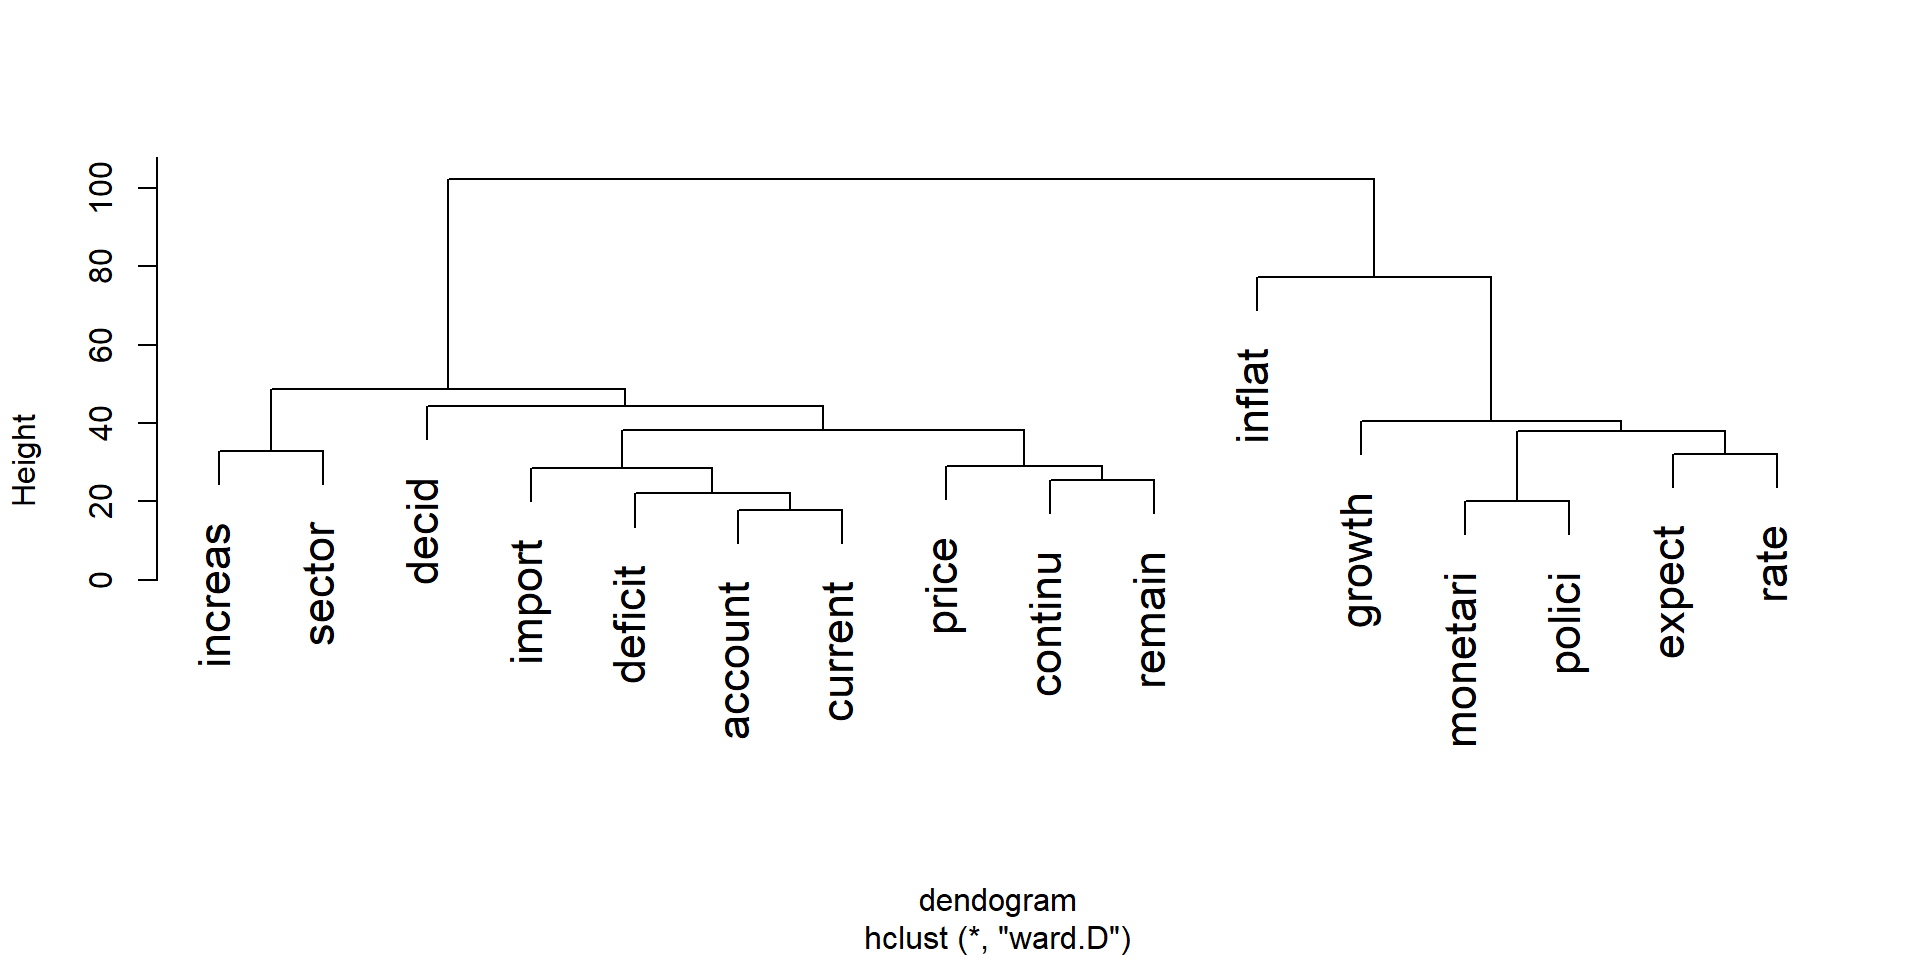 Height
100
80
60
40
20
0
increas
sector
decid
import
deficit
account
current
price
continu
remain
inflat
growth
monetari
polici
expect
rate
dendogram
hclust (*, "ward.D")